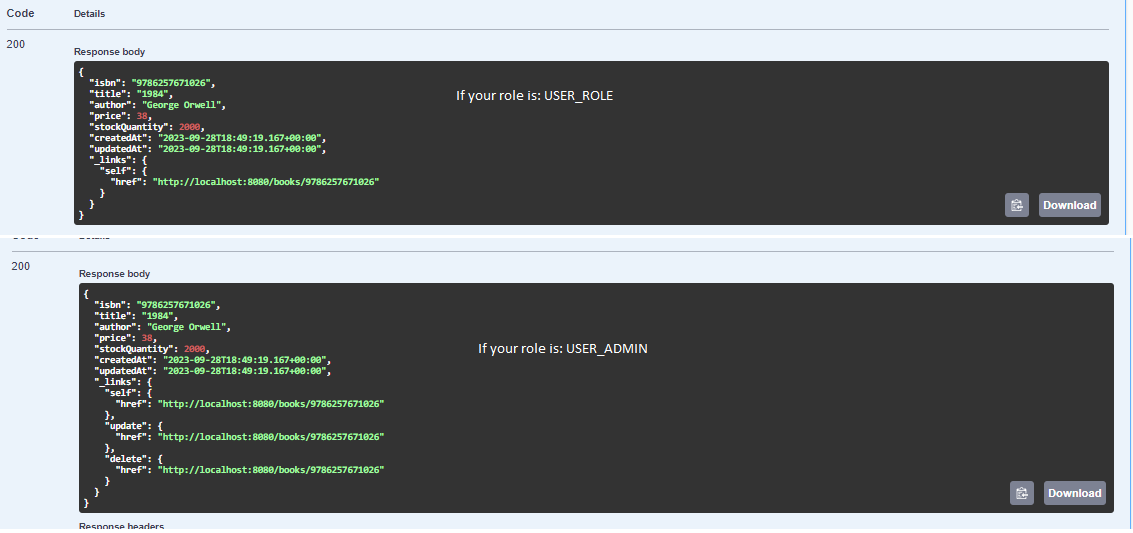 Code Details
200
Response body
{
"isbn": "9786257671026",
"title": "1984",
"author": "George Orwell",
"price": 38,
"stockQuantity": 2000,
"createdAt": "2023-09-28T18:49:19.167+00:00",
"updatedAt": "2023-09-28T18:49:19.167+00:00",
"_links": {
"self": {
"href": "http://localhost:8080/books/9786257671026"
}
}
}
If your role is: USER_ROLE
Download
200
Response body
{
"isbn": "9786257671026",
"title": "1984",
"author": "George Orwell",
"price": 38,
"stockQuantity": 2000,
"createdAt": "2023-09-28T18:49:19.167+00:00",
"updatedAt": "2023-09-28T18:49:19.167+00:00",
"_links": {
"self": {
"href": "http://localhost:8080/books/9786257671026"
},
"update": {
"href": "http://localhost:8080/books/9786257671026"
},
"delete": {
"href": "http://localhost:8080/books/9786257671026"
}
}
}
If your role is: USER_ADMIN
Download
Response headers